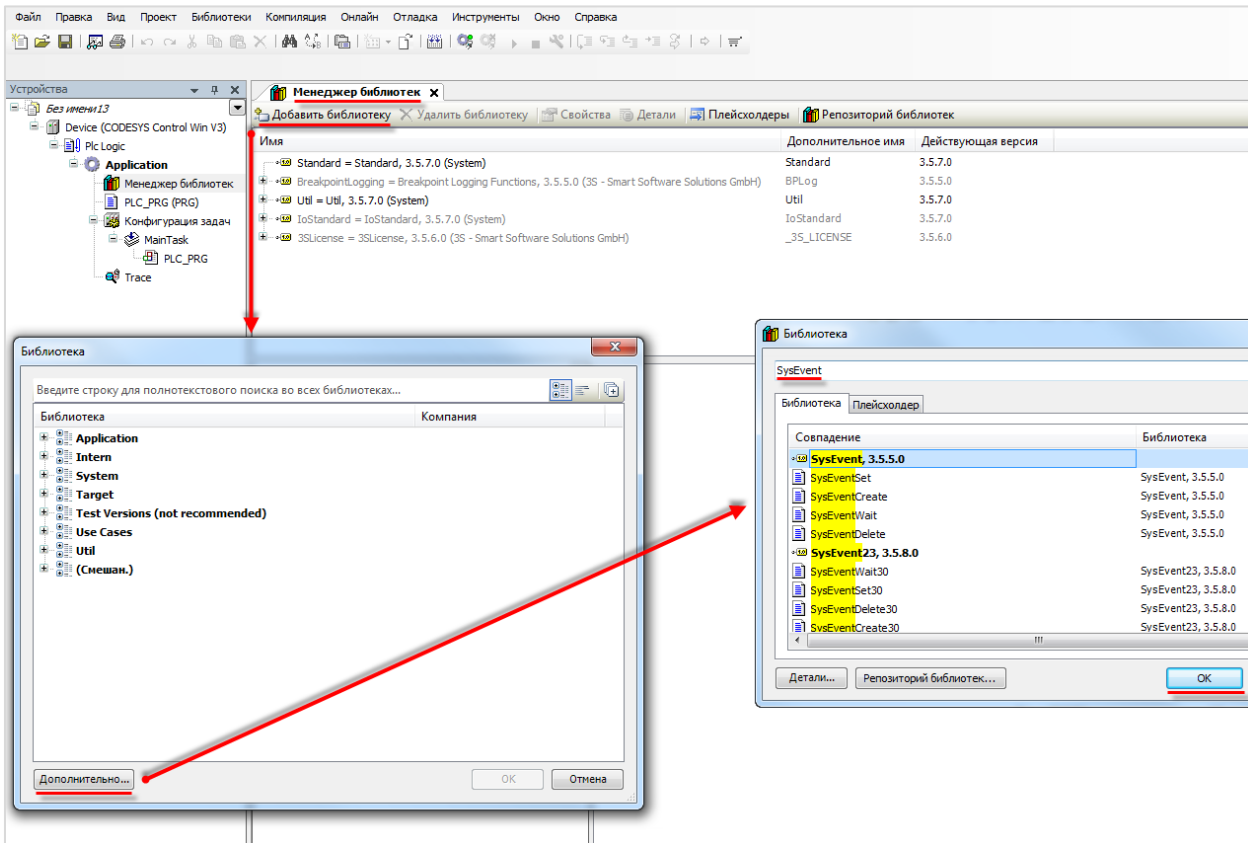 Файл Правка Вид Проект Библиотеки Компиляция Онлайн Отладка Инструменты Окно Справка
Устройства
Без имени13
Device (CODESYS Control Win V3)
Plc Logic
Application
Менеджер библиотек
PLC_PRG (PRG)
Конфигурация задач
MainTask
PLC_PRG
Trace
Менеджер библиотек
Добавить библиотеку Удалить библиотеку Свойства Детали Плейсхолдеры Репозиторий библиотек
Имя Дополнительное имя Действующая версия
Standard = Standard, 3.5.7.0 (System) Standard 3.5.7.0
BreakpointLogging = Breakpoint Logging Functions, 3.5.5.0 (3S - Smart Software Solutions GmbH) BPLog 3.5.5.0
Util = Util, 3.5.7.0 (System) Util 3.5.7.0
IoStandard = IoStandard, 3.5.7.0 (System) IoStandard 3.5.7.0
3SLicense = 3SLicense, 3.5.6.0 (3S - Smart Software Solutions GmbH) _3S_LICENSE 3.5.6.0
Библиотека
Введите строку для полнотекстового поиска во всех библиотеках...
Библиотека Компания
Application
Intern
System
Target
Test Versions (not recommended)
Use Cases
Util
(Смешан.)
Дополнительно... OK Отмена
Библиотека
SysEvent
Библиотека Плейсхолдер
Совпадение Библиотека
SysEvent, 3.5.5.0
SysEventSet SysEvent, 3.5.5.0
SysEventCreate SysEvent, 3.5.5.0
SysEventWait SysEvent, 3.5.5.0
SysEventDelete SysEvent, 3.5.5.0
SysEvent23, 3.5.8.0
SysEventWait30 SysEvent23, 3.5.8.0
SysEventSet30 SysEvent23, 3.5.8.0
SysEventDelete30 SysEvent23, 3.5.8.0
SysEventCreate30 SysEvent23, 3.5.8.0
Детали... Репозиторий библиотек... OK